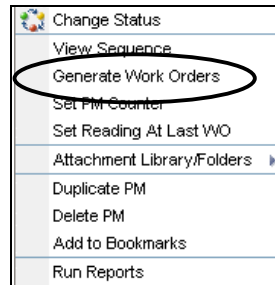 Change Status
View Sequence
Generate Work Orders
Set PM Counter
Set Reading At Last WO
Attachment Library/Folders
Duplicate PM
Delete PM
Add to Bookmarks
Run Reports